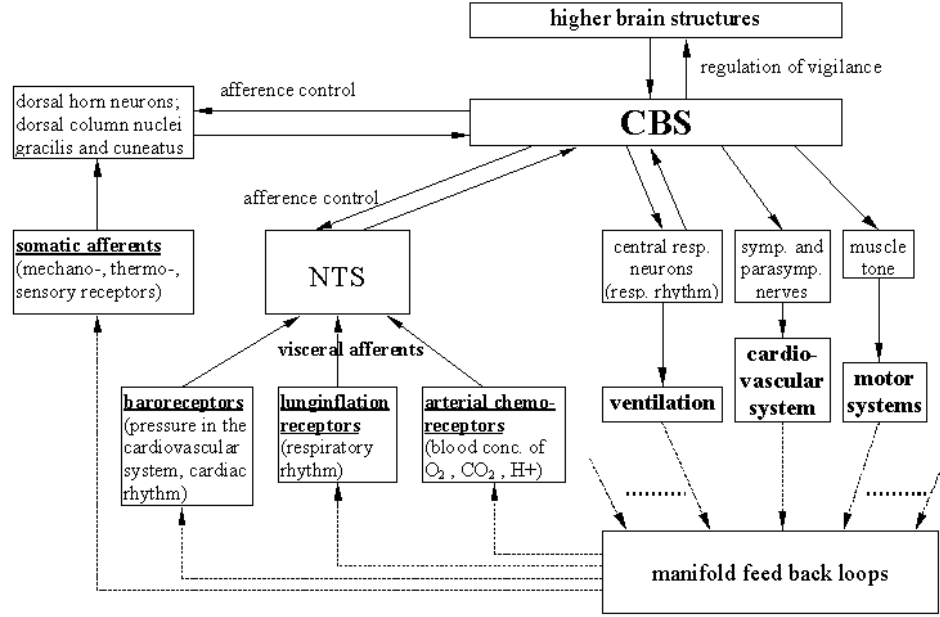 higher brain structures
regulation of vigilance
afference control
CBS
dorsal horn neurons;
dorsal column nuclei
gracilis and cuneatus
afference control
somatic afferents
(mechano-, thermo-,
sensory receptors)
NTS
central resp.
neurons
(resp. rhythm)
symp. and
parasymp.
nerves
muscle
tone
visceral afferents
baroreceptors
(pressure in the
cardiovascular
system, cardiac
rhythm)
lunginflation
receptors
(respiratory
rhythm)
arterial chemo-
receptors
(blood conc. of
O₂ , CO₂ , H+)
ventilation
cardio-
vascular
system
motor
systems
manifold feed back loops